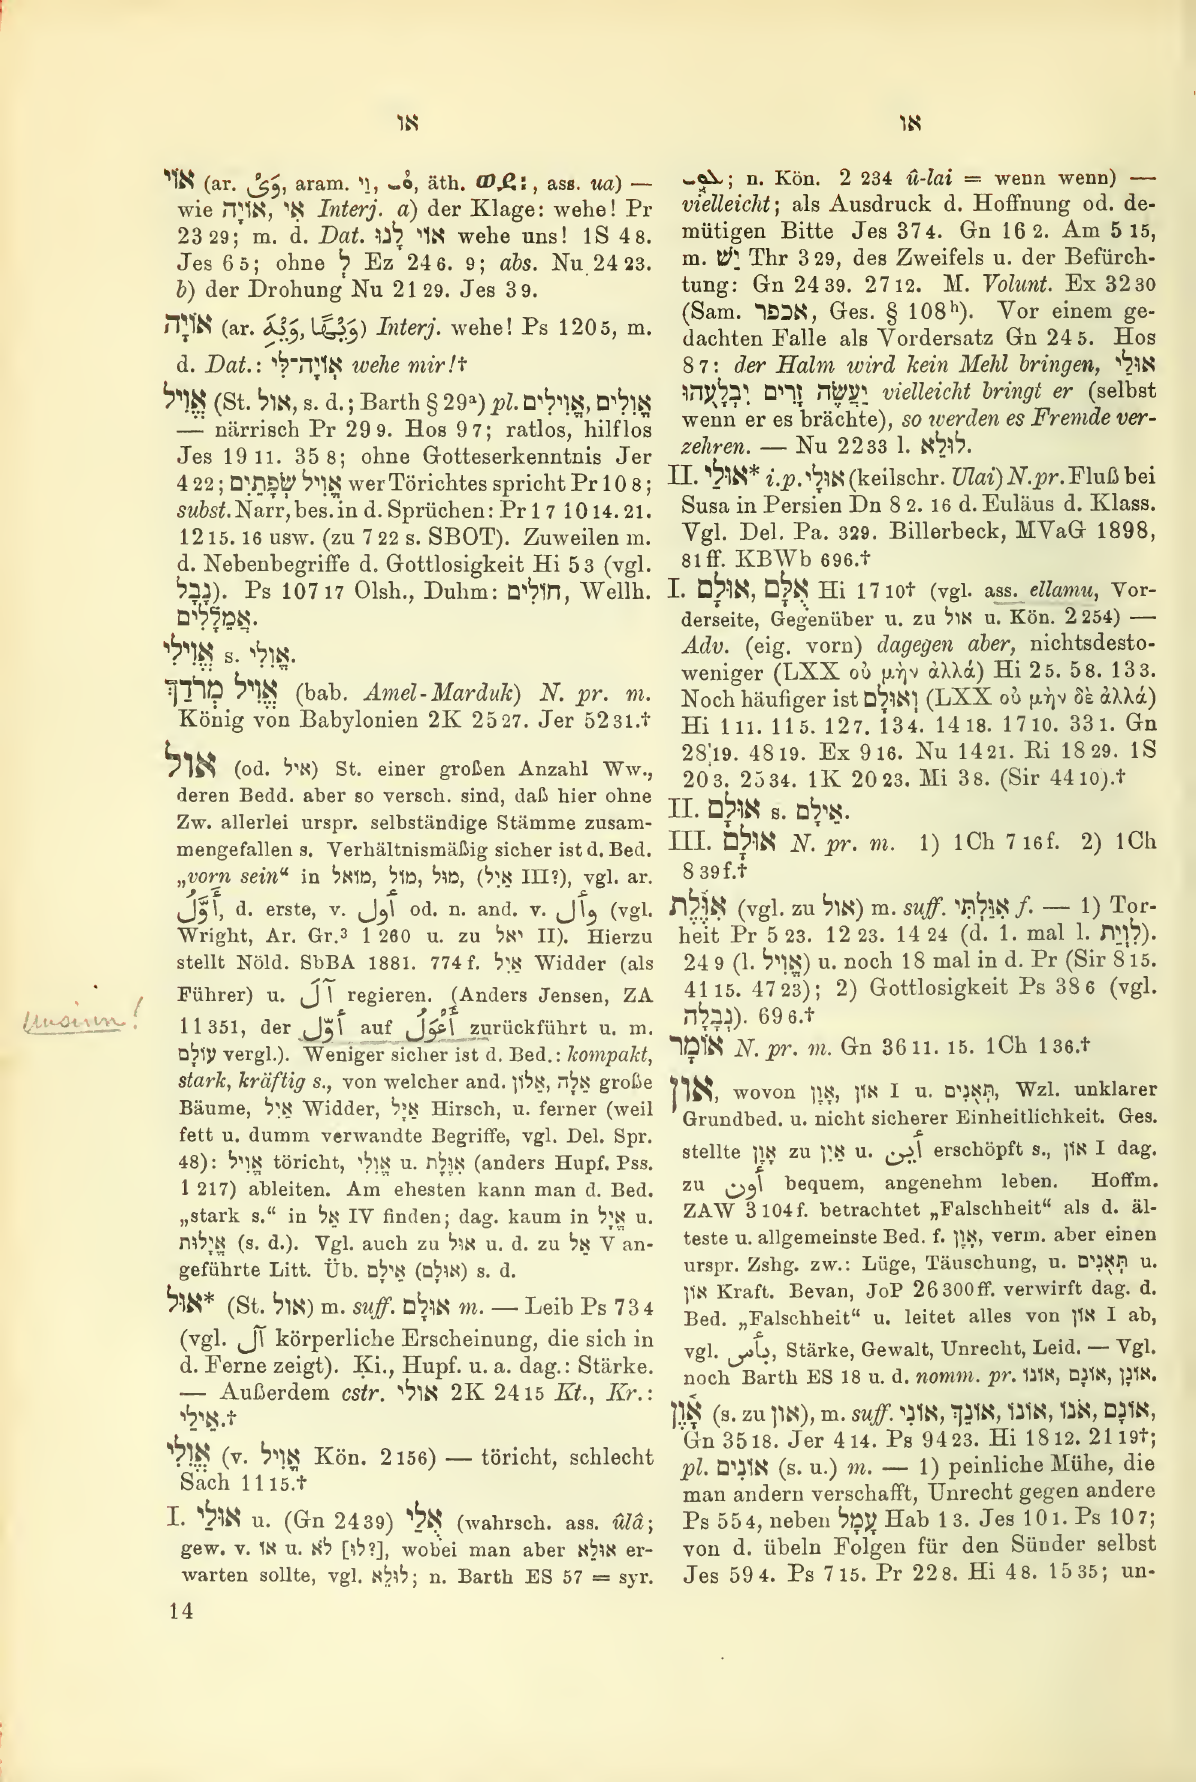 או
אוֹי (ar. وَىْ, aram. וַי, ܘܝ, äth. ወይ፡, ass. ua) —
wie אוֹיָה, אִי Interj. a) der Klage: wehe! Pr
23 29; m. d. Dat. אוֹי לָנוּ wehe uns! 1S 4 8.
Jes 6 5; ohne לְ Ez 24 6. 9; abs. Nu 24 23.
b) der Drohung Nu 21 29. Jes 3 9.
אוֹיָה (ar. Interj. wehe! Ps 120 5, m.
d. Dat.: אוֹיָה־לִי wehe mir!†
אֱוִיל (St. אול, s. d.; Barth § 29ᵃ) pl. אֱוִילִים, אֱוִלִים
— närrisch Pr 29 9. Hos 9 7; ratlos, hilflos
Jes 19 11. 35 8; ohne Gotteserkenntnis Jer
4 22; אֱוִיל שְׂפָתַיִם wer Törichtes spricht Pr 10 8;
subst. Narr, bes. in d. Sprüchen: Pr 1 7 10 14. 21.
12 15. 16 usw. (zu 7 22 s. SBOT). Zuweilen m.
d. Nebenbegriffe d. Gottlosigkeit Hi 5 3 (vgl.
נָבָל). Ps 107 17 Olsh., Duhm: חוֹלִים, Wellh.
אֲמֵלָלִים.
אֱוִילִי s. אֱוִלִי.
אֱוִיל מְרֹדַךְ (bab. Amel-Marduk) N. pr. m.
König von Babylonien 2K 25 27. Jer 52 31.†
אול (od. איל) St. einer großen Anzahl Ww.,
deren Bedd. aber so versch. sind, daß hier ohne
Zw. allerlei urspr. selbständige Stämme zusam-
mengefallen s. Verhältnismäßig sicher ist d. Bed.
„vorn sein“ in מוּל, מוֹל, מוֹאל, (אַיִל III?), vgl. ar.
أَوَّلُ, d. erste, v. أول od. n. and. v. وأل (vgl.
Wright, Ar. Gr.³ 1 260 u. zu יאל II). Hierzu
stellt Nöld. SbBA 1881. 774 f. אַיִל Widder (als
Führer) u. آلَ regieren. (Anders Jensen, ZA
Unsinn!
11 351, der أَوَّل auf أَعْوَلُ zurückführt u. m.
עוֹלָם vergl.). Weniger sicher ist d. Bed.: kompakt,
stark, kräftig s., von welcher and. אֵלָה, אֵלוֹן große
Bäume, אַיִל Widder, אַיָּל Hirsch, u. ferner (weil
fett u. dumm verwandte Begriffe, vgl. Del. Spr.
48): אֱוִיל töricht, אֱוִלִי u. אִוֶּלֶת (anders Hupf. Pss.
1 217) ableiten. Am ehesten kann man d. Bed.
„stark s.“ in אֵל IV finden; dag. kaum in אֱיָל u.
אֱיָלוּת (s. d.). Vgl. auch zu אוּל u. d. zu אֵל V an-
geführte Litt. Üb. אֵילָם (אוּלָם) s. d.
אוּל* (St. אול) m. suff. אוּלָם m. — Leib Ps 73 4
(vgl. آل körperliche Erscheinung, die sich in
d. Ferne zeigt). Ḳi., Hupf. u. a. dag.: Stärke.
— Außerdem cstr. אוּלֵי 2K 24 15 Kt., Kr.:
אֵילֵי.†
אֱוִלִי (v. אֱוִיל Kön. 2 156) — töricht, schlecht
Sach 11 15.†
I. אוּלַי u. (Gn 24 39) אֻלַי (wahrsch. ass. ûlâ;
gew. v. אוֹ u. לֹא [לוּ?], wobei man aber אוּלֵא er-
warten sollte, vgl. לוּלֵא; n. Barth ES 57 = syr.
14
או
ܟܒܪ; n. Kön. 2 234 û-lai = wenn wenn) —
vielleicht; als Ausdruck d. Hoffnung od. de-
mütigen Bitte Jes 37 4. Gn 16 2. Am 5 15,
m. יֵשׁ Thr 3 29, des Zweifels u. der Befürch-
tung: Gn 24 39. 27 12. M. Volunt. Ex 32 30
(Sam. אכפר, Ges. § 108ʰ). Vor einem ge-
dachten Falle als Vordersatz Gn 24 5. Hos
8 7: der Halm wird kein Mehl bringen, אוּלַי
יַעֲשֶׂה זָרִים יִבְלָעֻהוּ vielleicht bringt er (selbst
wenn er es brächte), so werden es Fremde ver-
zehren. — Nu 22 33 l. לוּלֵא.
II. אוּלַי* i.p. אוּלָי (keilschr. Ulai) N.pr. Fluß bei
Susa in Persien Dn 8 2. 16 d. Euläus d. Klass.
Vgl. Del. Pa. 329. Billerbeck, MVaG 1898,
81 ff. KBWb 696.†
I. אוּלָם, אֻלָם Hi 17 10† (vgl. ass. ellamu, Vor-
derseite, Gegenüber u. zu אול u. Kön. 2 254) —
Adv. (eig. vorn) dagegen aber, nichtsdesto-
weniger (LXX οὐ μὴν ἀλλά) Hi 2 5. 5 8. 13 3.
Noch häufiger ist וְאוּלָם (LXX οὐ μὴν δὲ ἀλλά)
Hi 1 11. 11 5. 12 7. 13 4. 14 18. 17 10. 33 1. Gn
28 19. 48 19. Ex 9 16. Nu 14 21. Ri 18 29. 1S
20 3. 25 34. 1K 20 23. Mi 3 8. (Sir 44 10).†
II. אוּלָם s. אֵילָם.
III. אוּלָם N. pr. m. 1) 1Ch 7 16 f. 2) 1Ch
8 39 f.†
אִוֶּלֶת (vgl. zu אול) m. suff. אִוַּלְתִּי f. — 1) Tor-
heit Pr 5 23. 12 23. 14 24 (d. 1. mal l. לִוְיַת).
24 9 (l. אֱוִיל) u. noch 18 mal in d. Pr (Sir 8 15.
41 15. 47 23); 2) Gottlosigkeit Ps 38 6 (vgl.
נְבָלָה). 69 6.†
אוֹמָר N. pr. m. Gn 36 11. 15. 1Ch 1 36.†
און, wovon אָוֶן, אוֹן I u. תְּאֻנִים, Wzl. unklarer
Grundbed. u. nicht sicherer Einheitlichkeit. Ges.
stellte אָוֶן zu אַיִן u. أين erschöpft s., אוֹן I dag.
zu أون bequem, angenehm leben. Hoffm.
ZAW 3 104 f. betrachtet „Falschheit“ als d. äl-
teste u. allgemeinste Bed. f. אָוֶן, verm. aber einen
urspr. Zshg. zw.: Lüge, Täuschung, u. תְּאֻנִים u.
אוֹן Kraft. Bevan, JoP 26 300 ff. verwirft dag. d.
Bed. „Falschheit“ u. leitet alles von אוֹן I ab,
vgl. بأس, Stärke, Gewalt, Unrecht, Leid. — Vgl.
noch Barth ES 18 u. d. nomm. pr. אוֹנוֹ, אוֹנָם, אוֹנָן.
אָוֶן (s. zu און), m. suff. אוֹנִי, אוֹנֵךְ, אוֹנוֹ, אֹנוֹ, אוֹנָם,
Gn 35 18. Jer 4 14. Ps 94 23. Hi 18 12. 21 19†;
pl. אוֹנִים (s. u.) m. — 1) peinliche Mühe, die
man andern verschafft, Unrecht gegen andere
Ps 55 4, neben עָמָל Hab 1 3. Jes 10 1. Ps 10 7;
von d. übeln Folgen für den Sünder selbst
Jes 59 4. Ps 7 15. Pr 22 8. Hi 4 8. 15 35; un-